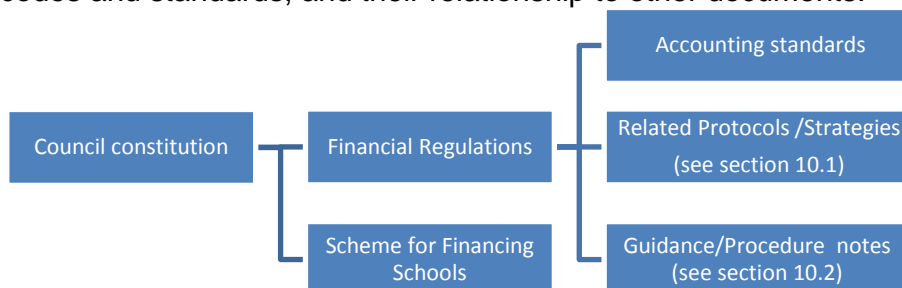 codes and standards, and their relationship to other documents.
Accounting standards
Council constitution
Financial Regulations
Related Protocols /Strategies
(see section 10.1)
Scheme for Financing
Schools
Guidance/Procedure notes
(see section 10.2)